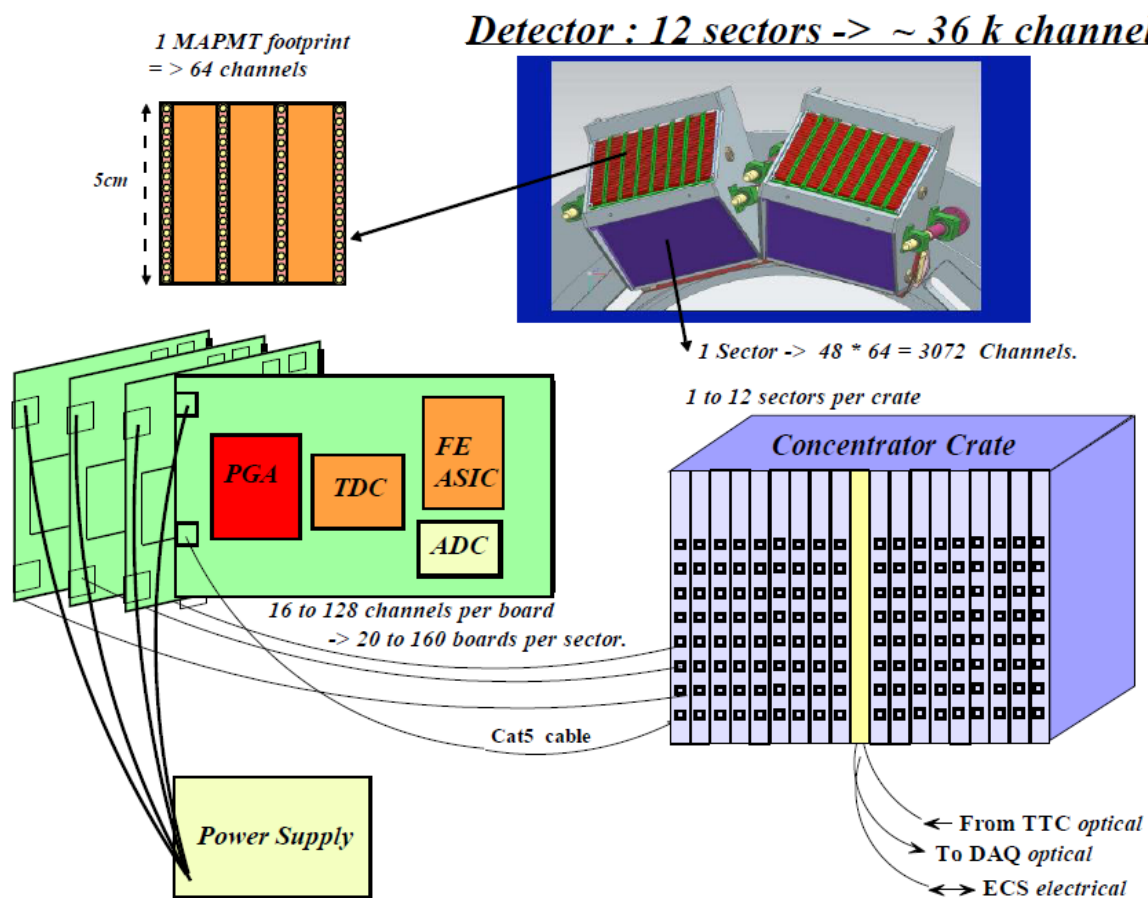 Detector : 12 sectors -> ~ 36 k channel
1 MAPMT footprint
= > 64 channels
5cm
1 Sector -> 48 * 64 = 3072 Channels.
1 to 12 sectors per crate
Concentrator Crate
PGA
TDC
FE
ASIC
ADC
16 to 128 channels per board
-> 20 to 160 boards per sector.
Cat5 cable
Power Supply
From TTC optical
To DAQ optical
ECS electrical